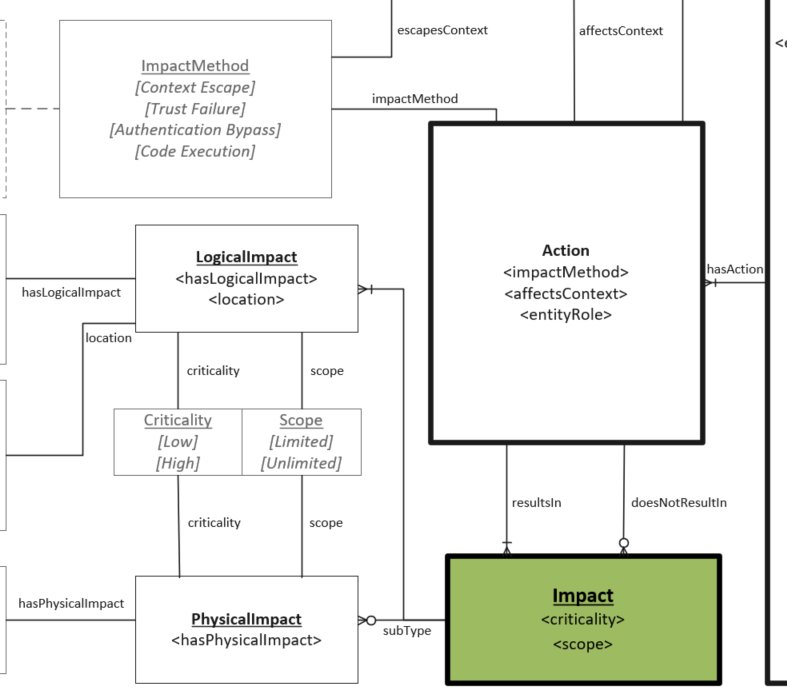 escapesContext
affectsContext
<e
ImpactMethod
[Context Escape]
[Trust Failure]
[Authentication Bypass]
[Code Execution]
impactMethod
Action
<impactMethod>
<affectsContext>
<entityRole>
hasAction
LogicalImpact
<hasLogicalImpact>
<location>
hasLogicalImpact
location
criticality
scope
Criticality
[Low]
[High]
Scope
[Limited]
[Unlimited]
criticality
scope
resultsIn
doesNotResultIn
hasPhysicalImpact
PhysicalImpact
<hasPhysicalImpact>
subType
Impact
<criticality>
<scope>